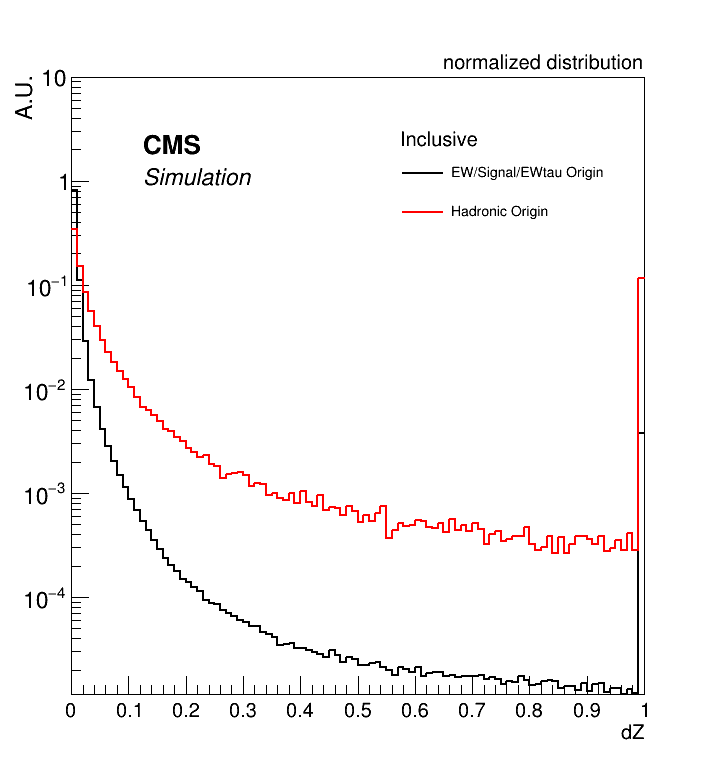 normalized distribution
A.U.
10
CMS
Inclusive
Simulation
EW/Signal/EWtau Origin
Hadronic Origin
1
10−1
10−2
10−3
10−4
0 0.1 0.2 0.3 0.4 0.5 0.6 0.7 0.8 0.9 1
dZ